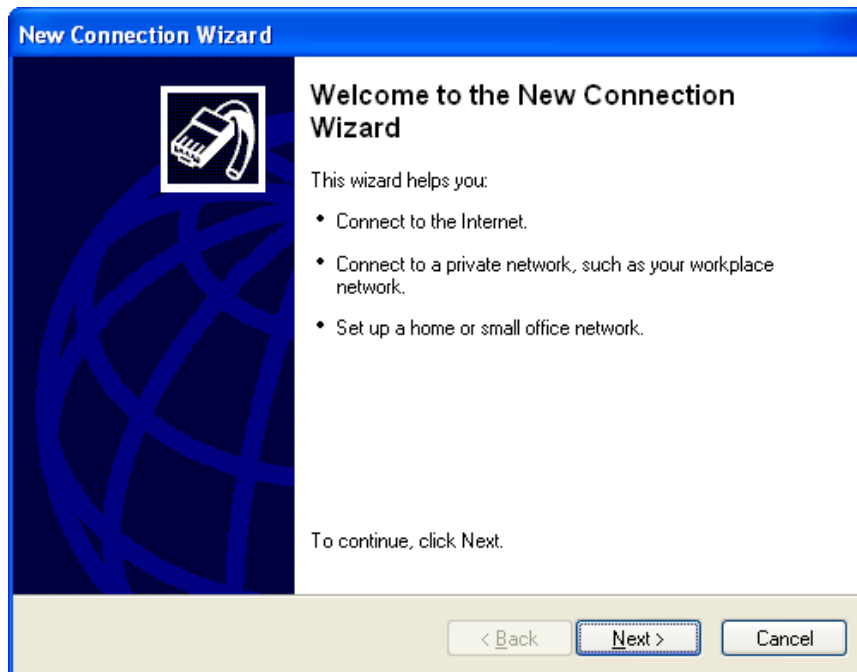 New Connection Wizard
Welcome to the New Connection
Wizard
This wizard helps you:
• Connect to the Internet.
• Connect to a private network, such as your workplace
network.
• Set up a home or small office network.
To continue, click Next.
< Back Next > Cancel